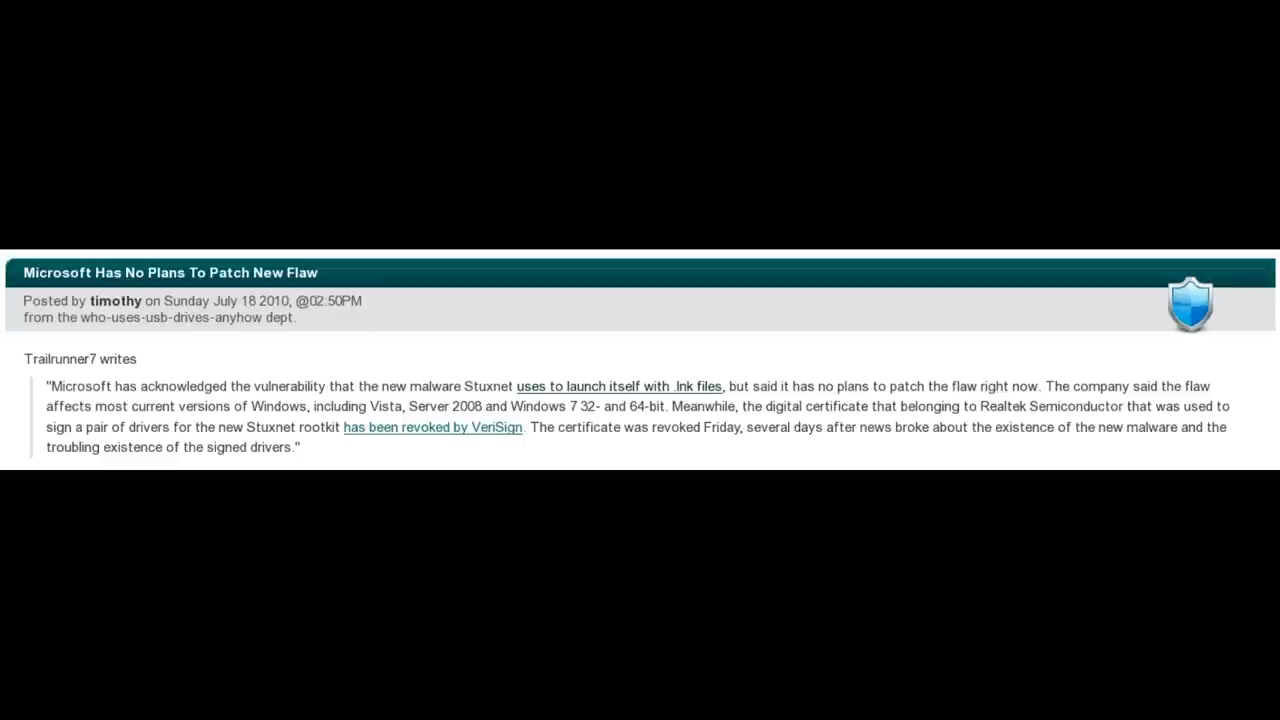 Microsoft Has No Plans To Patch New Flaw
Posted by timothy on Sunday July 18 2010, @02:50PM
from the who-uses-usb-drives-anyhow dept.
Trailrunner7 writes
"Microsoft has acknowledged the vulnerability that the new malware Stuxnet uses to launch itself with .lnk files, but said it has no plans to patch the flaw right now. The company said the flaw
affects most current versions of Windows, including Vista, Server 2008 and Windows 7 32- and 64-bit. Meanwhile, the digital certificate that belonging to Realtek Semiconductor that was used to
sign a pair of drivers for the new Stuxnet rootkit has been revoked by VeriSign. The certificate was revoked Friday, several days after news broke about the existence of the new malware and the
troubling existence of the signed drivers."